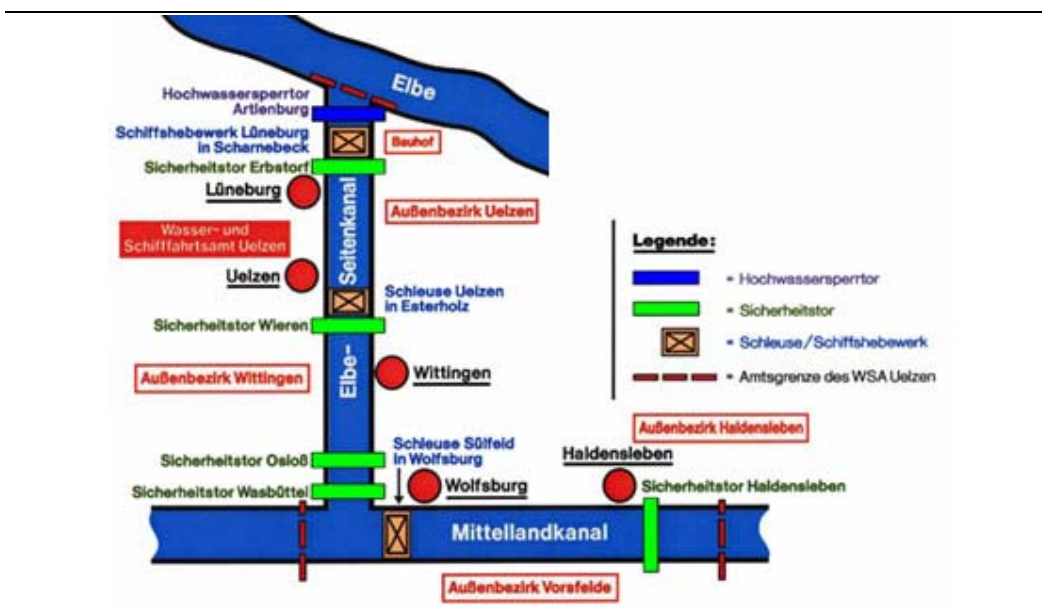 Elbe
Hochwassersperrtor
Artlenburg
Schiffshebewerk Lüneburg
in Scharnebeck
Bauhof
Sicherheitstor Erbstorf
Lüneburg
Außenbezirk Uelzen
Wasser- und
Schifffahrtsamt Uelzen
Uelzen
Seitenkanal
Schleuse Uelzen
in Esterholz
Sicherheitstor Wieren
Elbe-
Außenbezirk Wittingen
Wittingen
Legende:
= Hochwassersperrtor
= Sicherheitstor
= Schleuse/Schiffshebewerk
= Amtsgrenze des WSA Uelzen
Außenbezirk Haldensleben
Schleuse Sülfeld
in Wolfsburg
Haldensleben
Sicherheitstor Osloß
Sicherheitstor Wasbüttel
Wolfsburg
Sicherheitstor Haldensleben
Mittellandkanal
Außenbezirk Vorsfelde